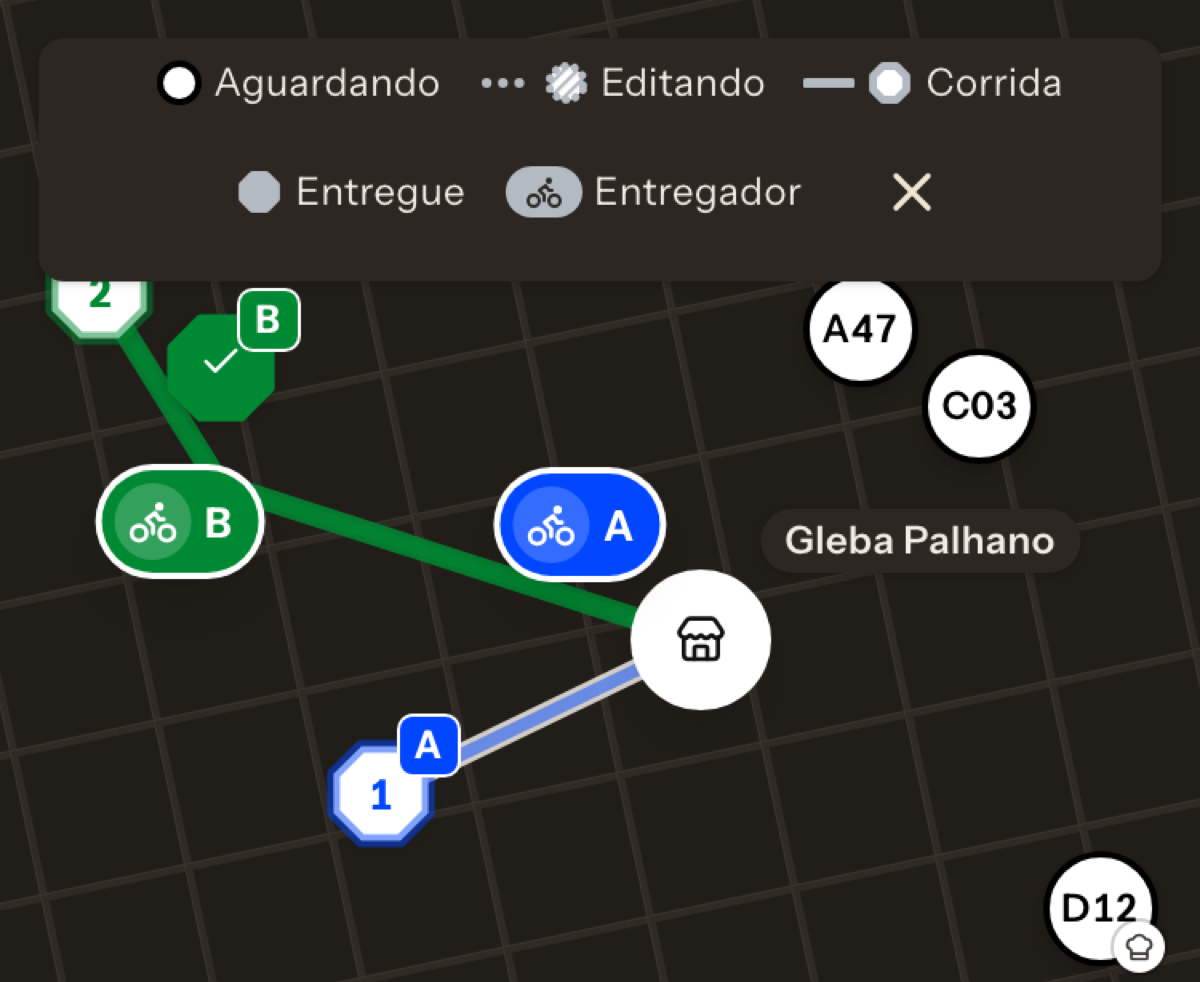 Aguardando
Editando
Corrida
Entregue
Entregador
2
B
A47
C03
B
A
Gleba Palhano
A
1
D12